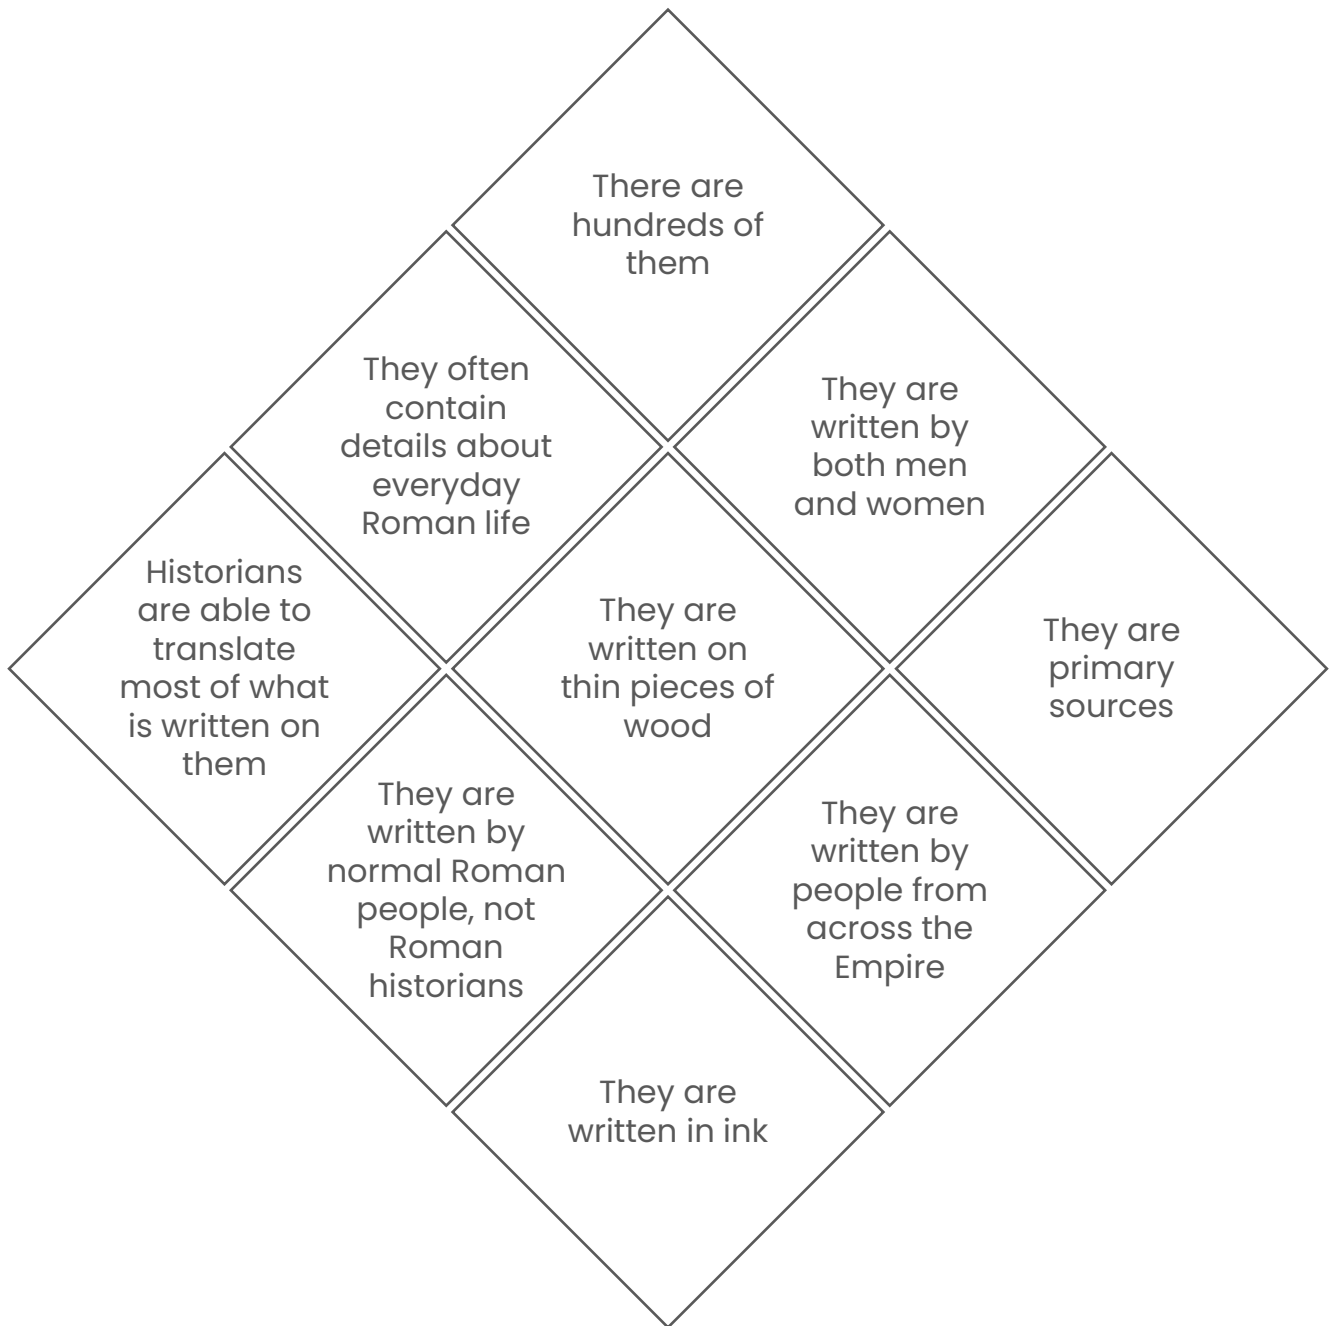 There are
hundreds of
them
They often
contain
details about
everyday
Roman life
They are
written by
both men
and women
Historians
are able to
translate
most of what
is written on
them
They are
written on
thin pieces of
wood
They are
primary
sources
They are
written by
normal Roman
people, not
Roman
historians
They are
written by
people from
across the
Empire
They are
written in ink